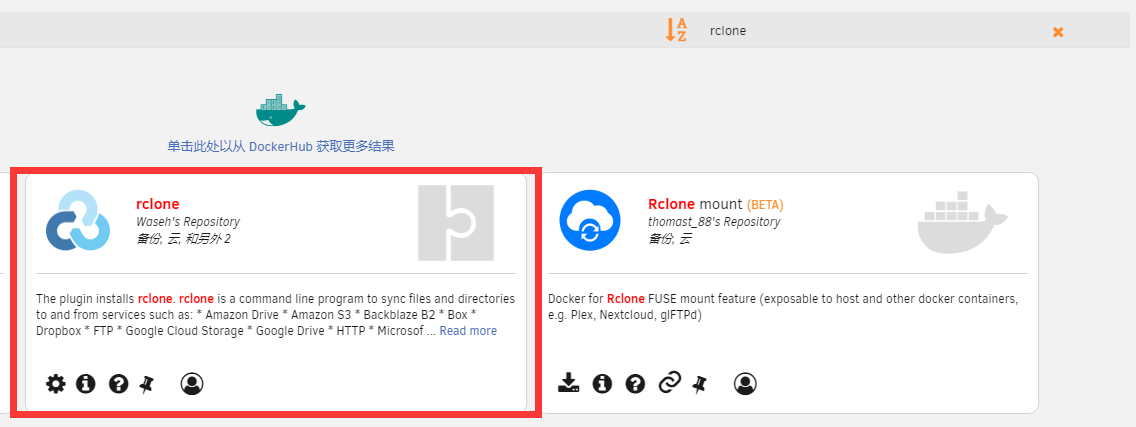 rclone
单击此处以从 DockerHub 获取更多结果
rclone
Waseh's Repository
备份, 云, 和另外 2
The plugin installs rclone. rclone is a command line program to sync files and directories
to and from services such as: * Amazon Drive * Amazon S3 * Backblaze B2 * Box *
Dropbox * FTP * Google Cloud Storage * Google Drive * HTTP * Microsof ... Read more
Rclone mount (BETA)
thomast_88's Repository
备份, 云
Docker for Rclone FUSE mount feature (exposable to host and other docker containers,
e.g. Plex, Nextcloud, glFTPd)